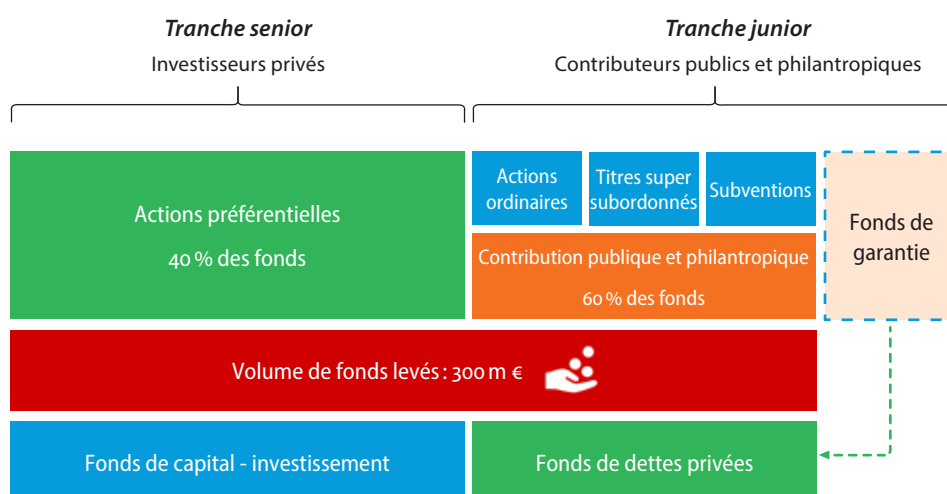 Tranche senior
Investisseurs privés
Tranche junior
Contributeurs publics et philantropiques
Actions préférentielles
40 % des fonds
Actions
ordinaires
Titres super
subordonnés
Subventions
Contribution publique et philantropique
60 % des fonds
Fonds de
garantie
Volume de fonds levés : 300 m €
Fonds de capital - investissement
Fonds de dettes privées